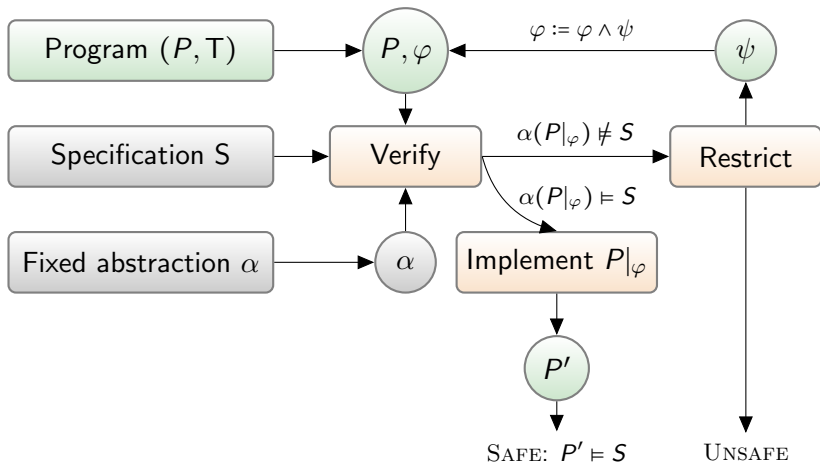 Program (P, T)
P, φ
φ := φ ∧ ψ
ψ
Specification S
Verify
α(P|φ) ⊭ S
Restrict
α(P|φ) ⊨ S
Fixed abstraction α
α
Implement P|φ
P′
SAFE: P′ ⊨ S
UNSAFE